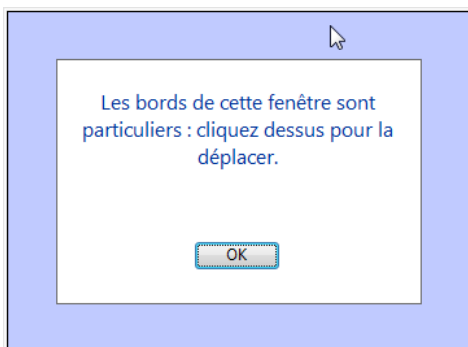 Les bords de cette fenêtre sont
particuliers : cliquez dessus pour la
déplacer.
OK